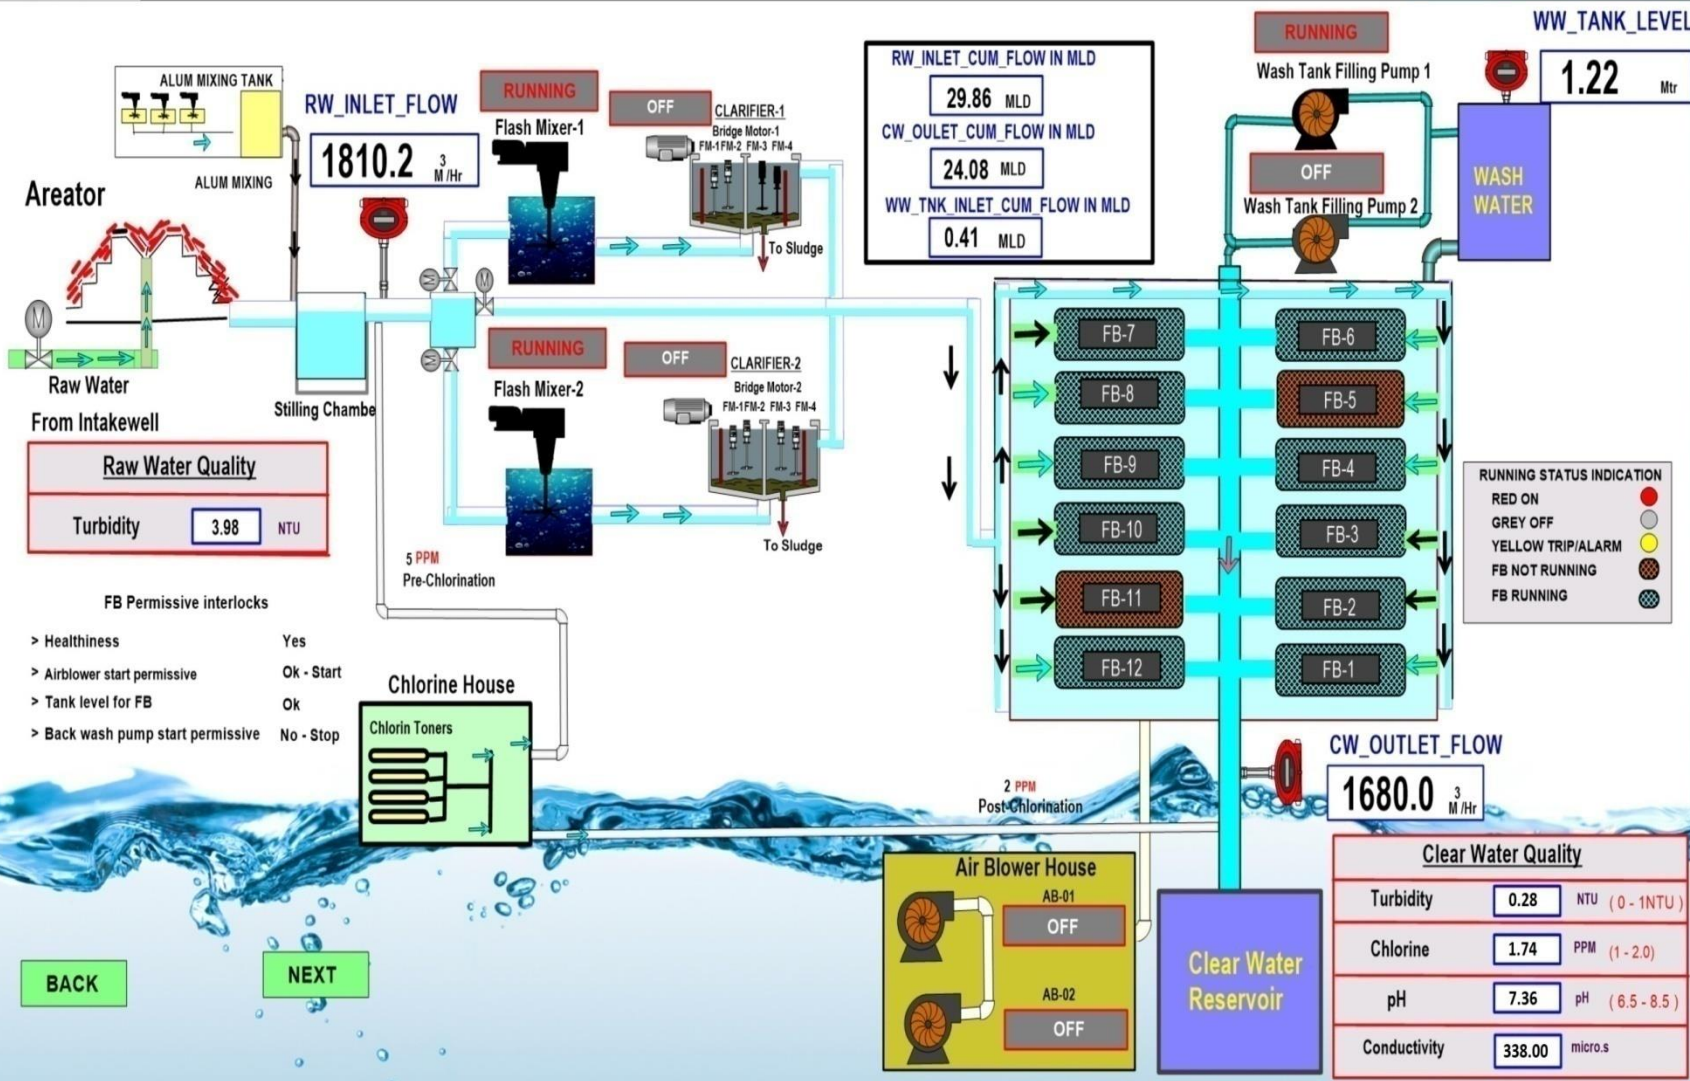 ALUM MIXING TANK
ALUM MIXING
Areator
M
Raw Water
From Intakewell
RW_INLET_FLOW
1810.2 3 M /Hr
Stilling Chambe
RUNNING
Flash Mixer-1
OFF
CLARIFIER-1
Bridge Motor-1
FM-1 FM-2 FM-3 FM-4
To Sludge
M
M
M
RUNNING
Flash Mixer-2
OFF
CLARIFIER-2
Bridge Motor-2
FM-1 FM-2 FM-3 FM-4
To Sludge
RW_INLET_CUM_FLOW IN MLD
29.86 MLD
CW_OULET_CUM_FLOW IN MLD
24.08 MLD
WW_TNK_INLET_CUM_FLOW IN MLD
0.41 MLD
RUNNING
Wash Tank Filling Pump 1
OFF
Wash Tank Filling Pump 2
WW_TANK_LEVEL
1.22 Mtr
WASH
WATER
FB-7 FB-6
FB-8 FB-5
FB-9 FB-4
FB-10 FB-3
FB-11 FB-2
FB-12 FB-1
RUNNING STATUS INDICATION
RED ON
GREY OFF
YELLOW TRIP/ALARM
FB NOT RUNNING
FB RUNNING
Raw Water Quality
Turbidity 3.98 NTU
5 PPM
Pre-Chlorination
FB Permissive interlocks
> Healthiness Yes
> Airblower start permissive Ok - Start
> Tank level for FB Ok
> Back wash pump start permissive No - Stop
Chlorine House
Chlorin Toners
2 PPM
Post-Chlorination
CW_OUTLET_FLOW
1680.0 3 M /Hr
Air Blower House
AB-01
OFF
AB-02
OFF
Clear Water
Reservoir
Clear Water Quality
Turbidity 0.28 NTU ( 0 - 1NTU )
Chlorine 1.74 PPM (1 - 2.0)
pH 7.36 pH ( 6.5 - 8.5 )
Conductivity 338.00 micro.s
BACK
NEXT